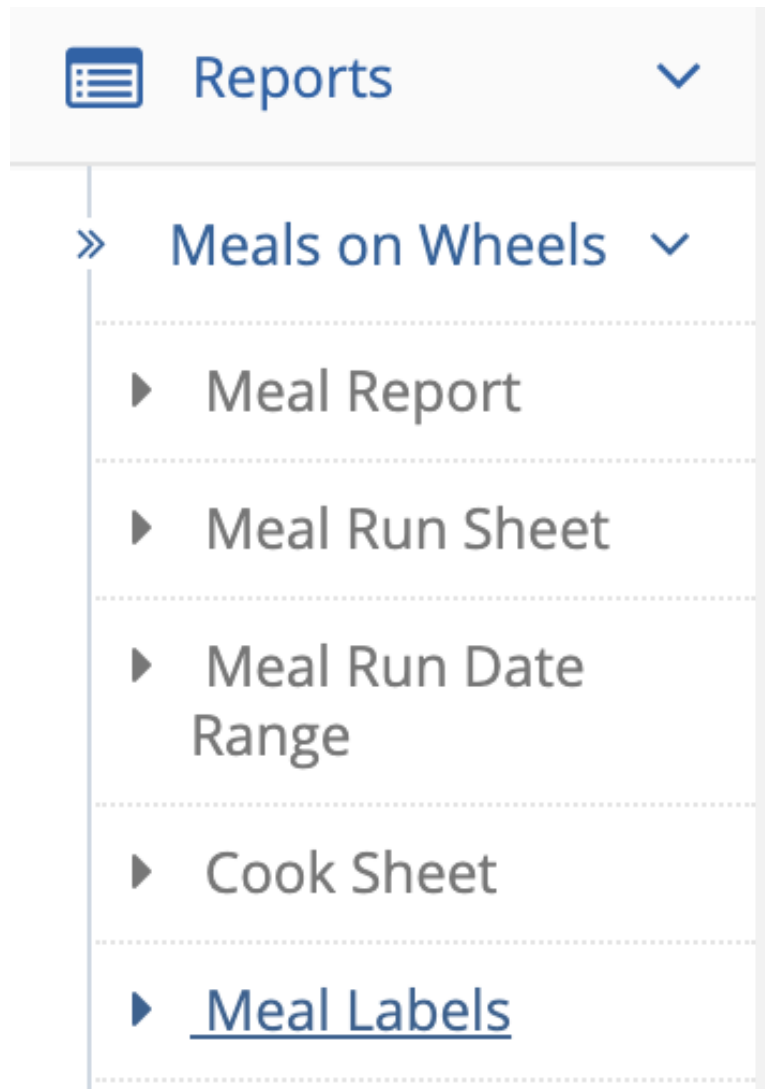 Reports
Meals on Wheels
Meal Report
Meal Run Sheet
Meal Run Date
Range
Cook Sheet
Meal Labels